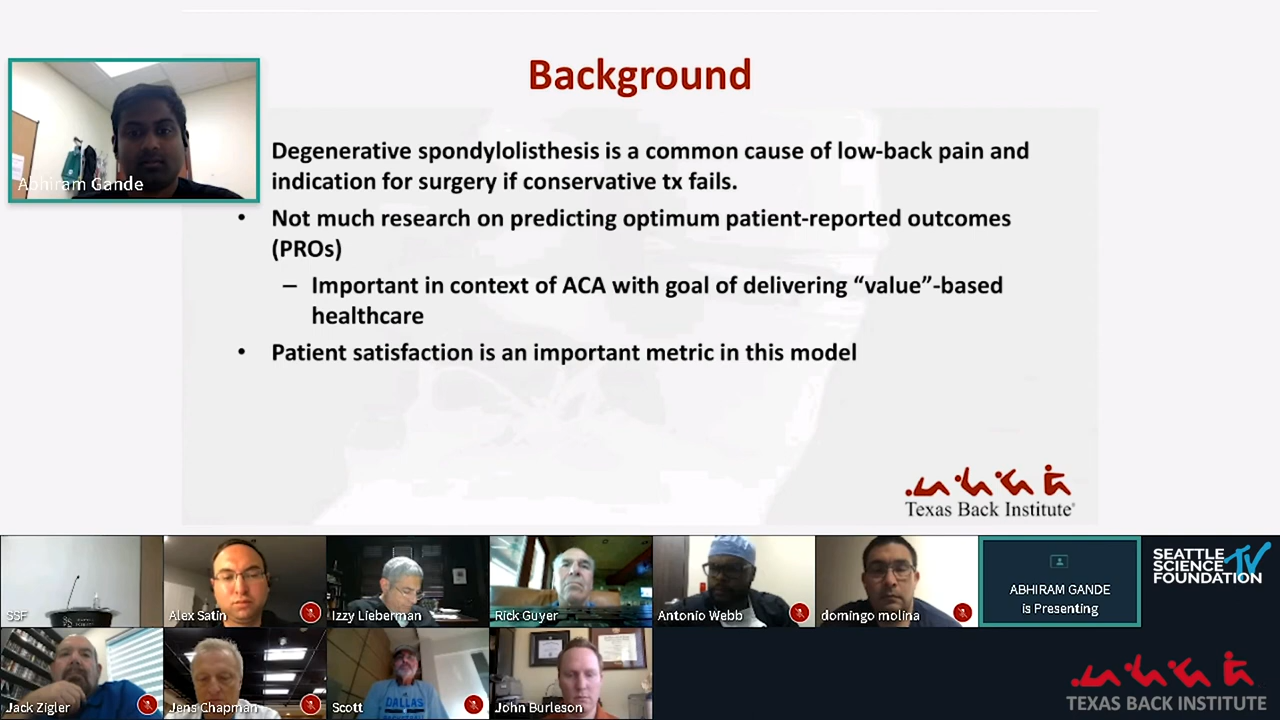 Background
Abhiram Gande
Degenerative spondylolisthesis is a common cause of low-back pain and
indication for surgery if conservative tx fails.
• Not much research on predicting optimum patient-reported outcomes
(PROs)
– Important in context of ACA with goal of delivering “value”-based
healthcare
• Patient satisfaction is an important metric in this model
Texas Back Institute®
SSF
Alex Satin
Izzy Lieberman
Rick Guyer
Antonio Webb
domingo molina
ABHIRAM GANDE
is Presenting
SEATTLE
SCIENCE
FOUNDATION
TV
Jack Zigler
Jens Chapman
Scott
DALLAS
John Burleson
TEXAS BACK INSTITUTE